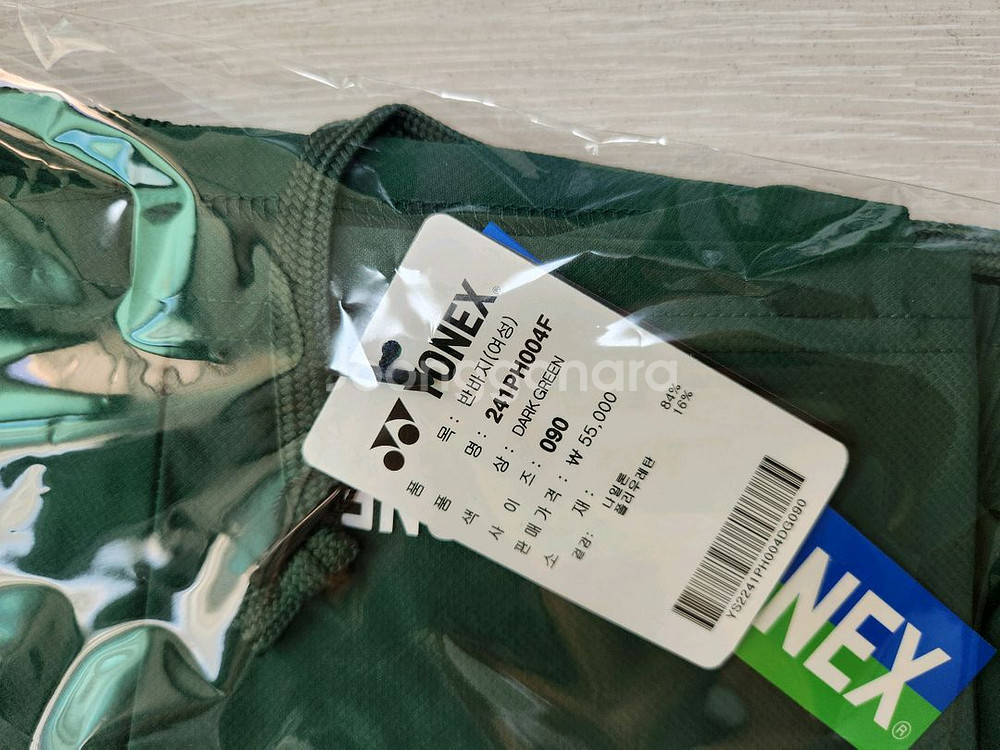 YONEX®
품 목 : 반바지(여성)
품 명 : 241PH004F
색 상 : DARK GREEN
사 이 즈 : 090
판 매 가 격 : ₩ 55,000
소 재 :
겉감: 나일론 84%
폴리우레탄 16%
YS2241PH004DG090
NEX®